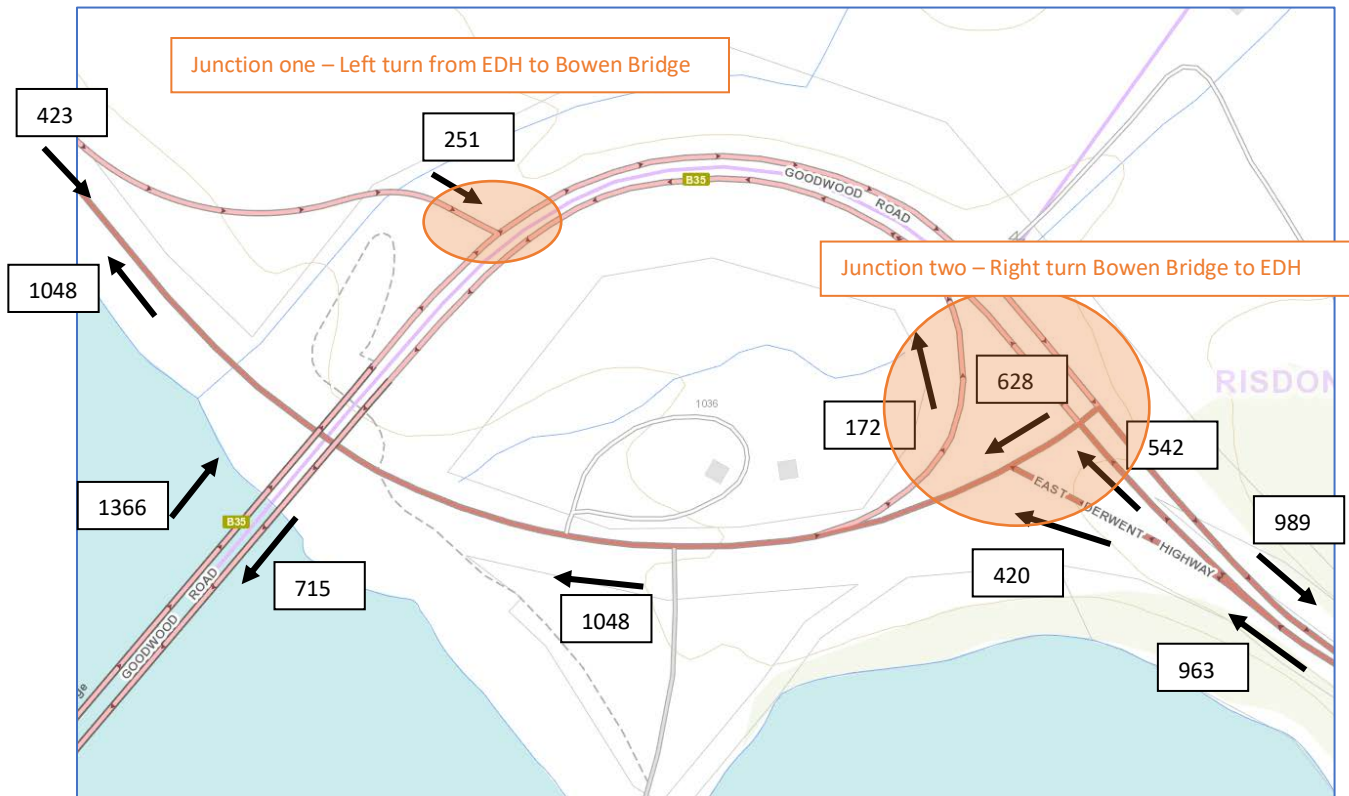 Junction one – Left turn from EDH to Bowen Bridge
423
251
B35
GOODWOOD ROAD
Junction two – Right turn Bowen Bridge to EDH
1048
628
RISDON
1036
172
542
EAST DERWENT HIGHWAY
1366
B35
989
715
GOODWOOD ROAD
1048
420
963
ge